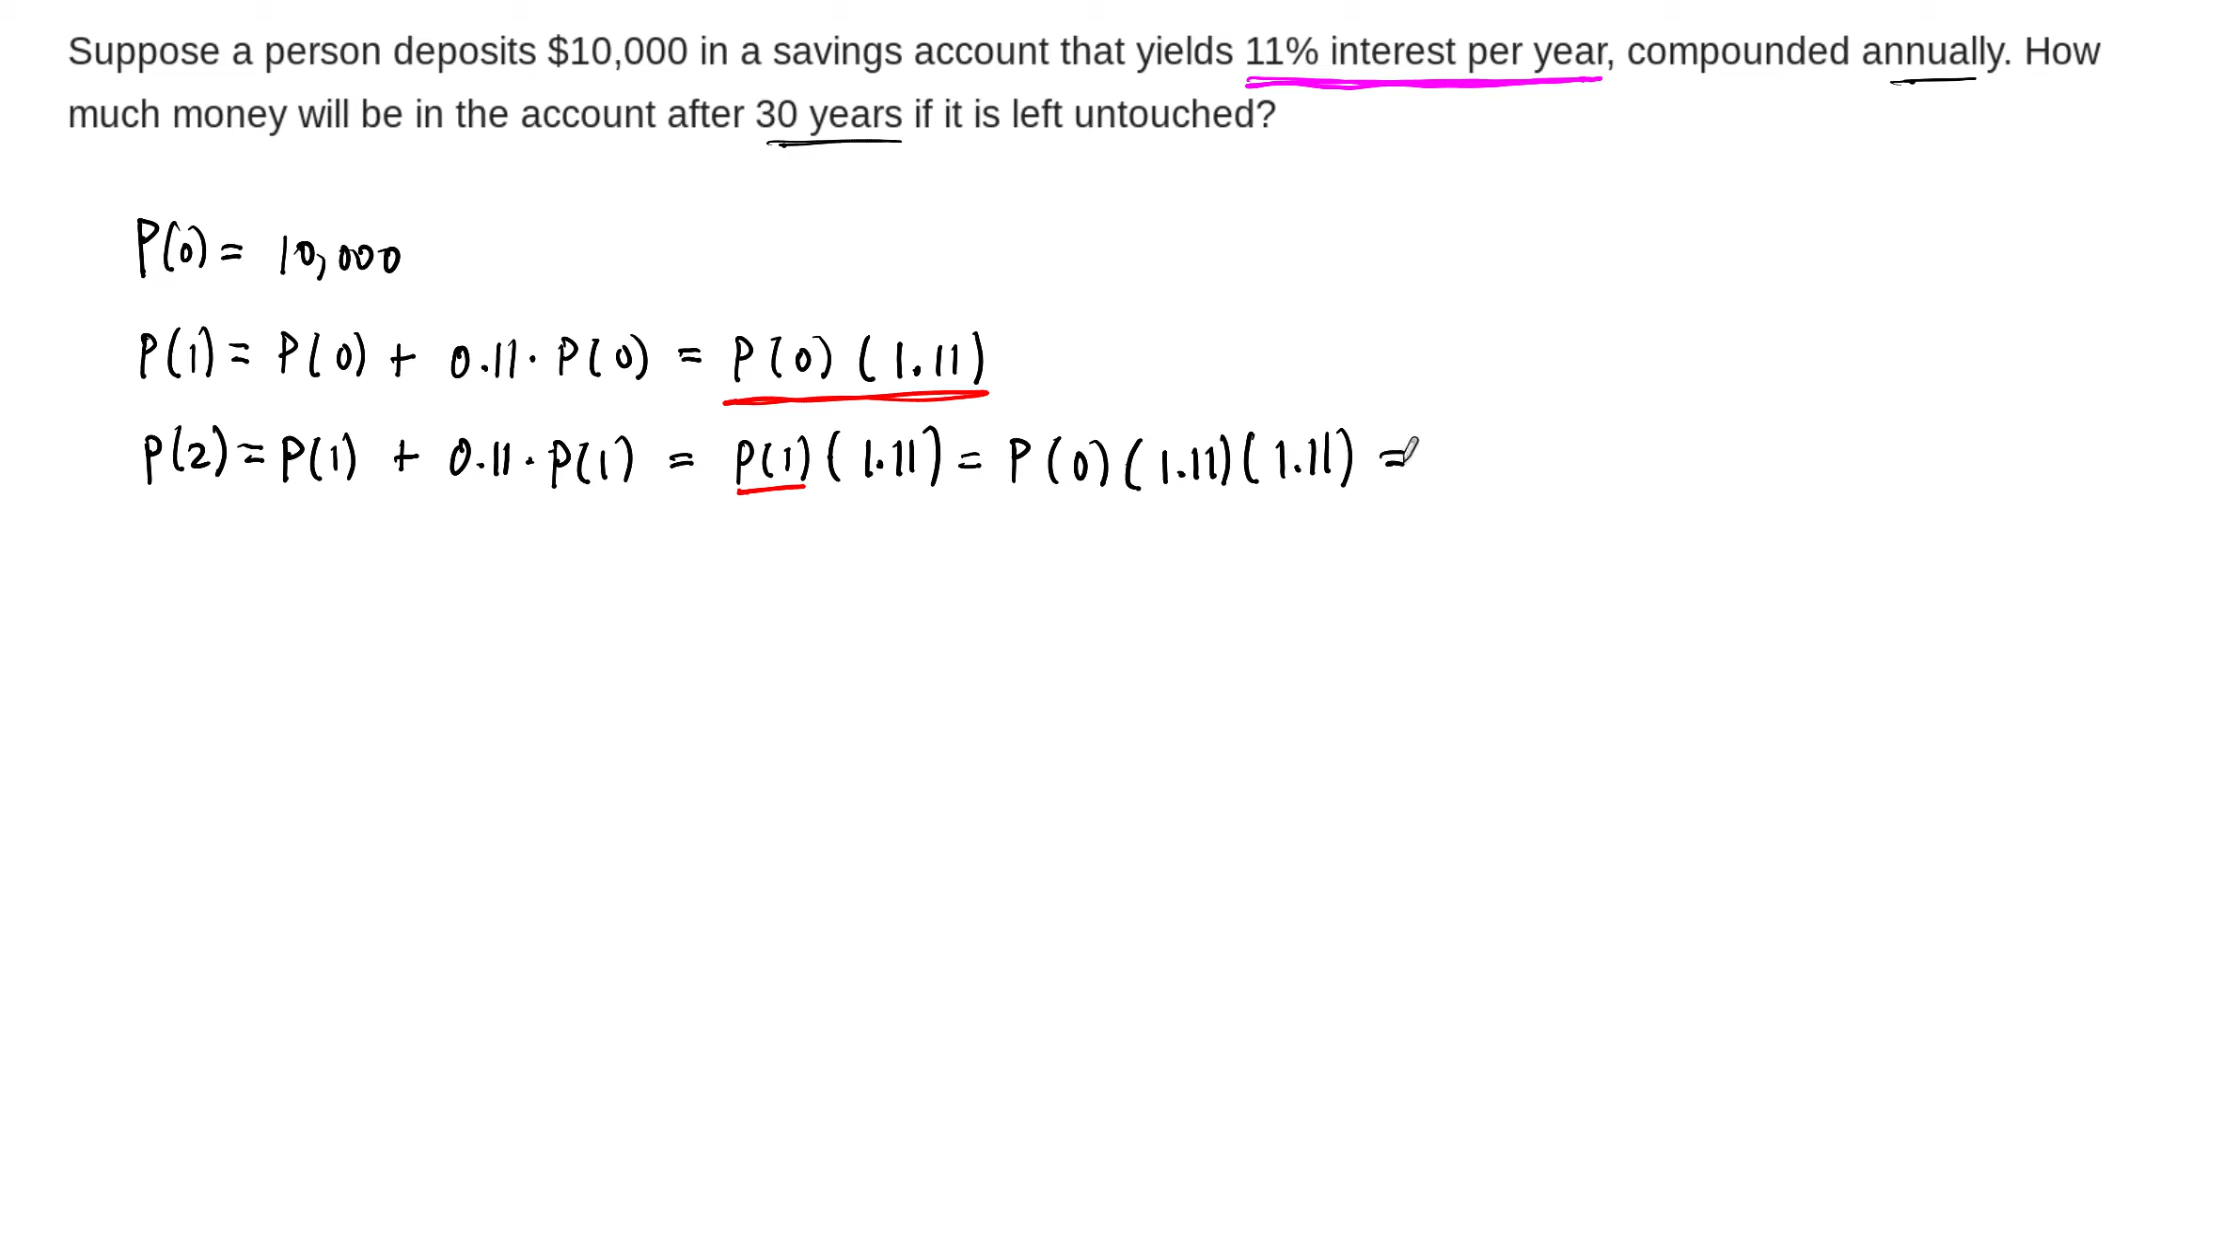 Suppose a person deposits $10,000 in a savings account that yields 11% interest per year, compounded annually. How
much money will be in the account after 30 years if it is left untouched?
P(0) = 10,000
P(1) = P(0) + 0.11 · P(0) = P(0) (1.11)
P(2) = P(1) + 0.11 · P(1) = P(1) (1.11) = P(0) (1.11) (1.11) =